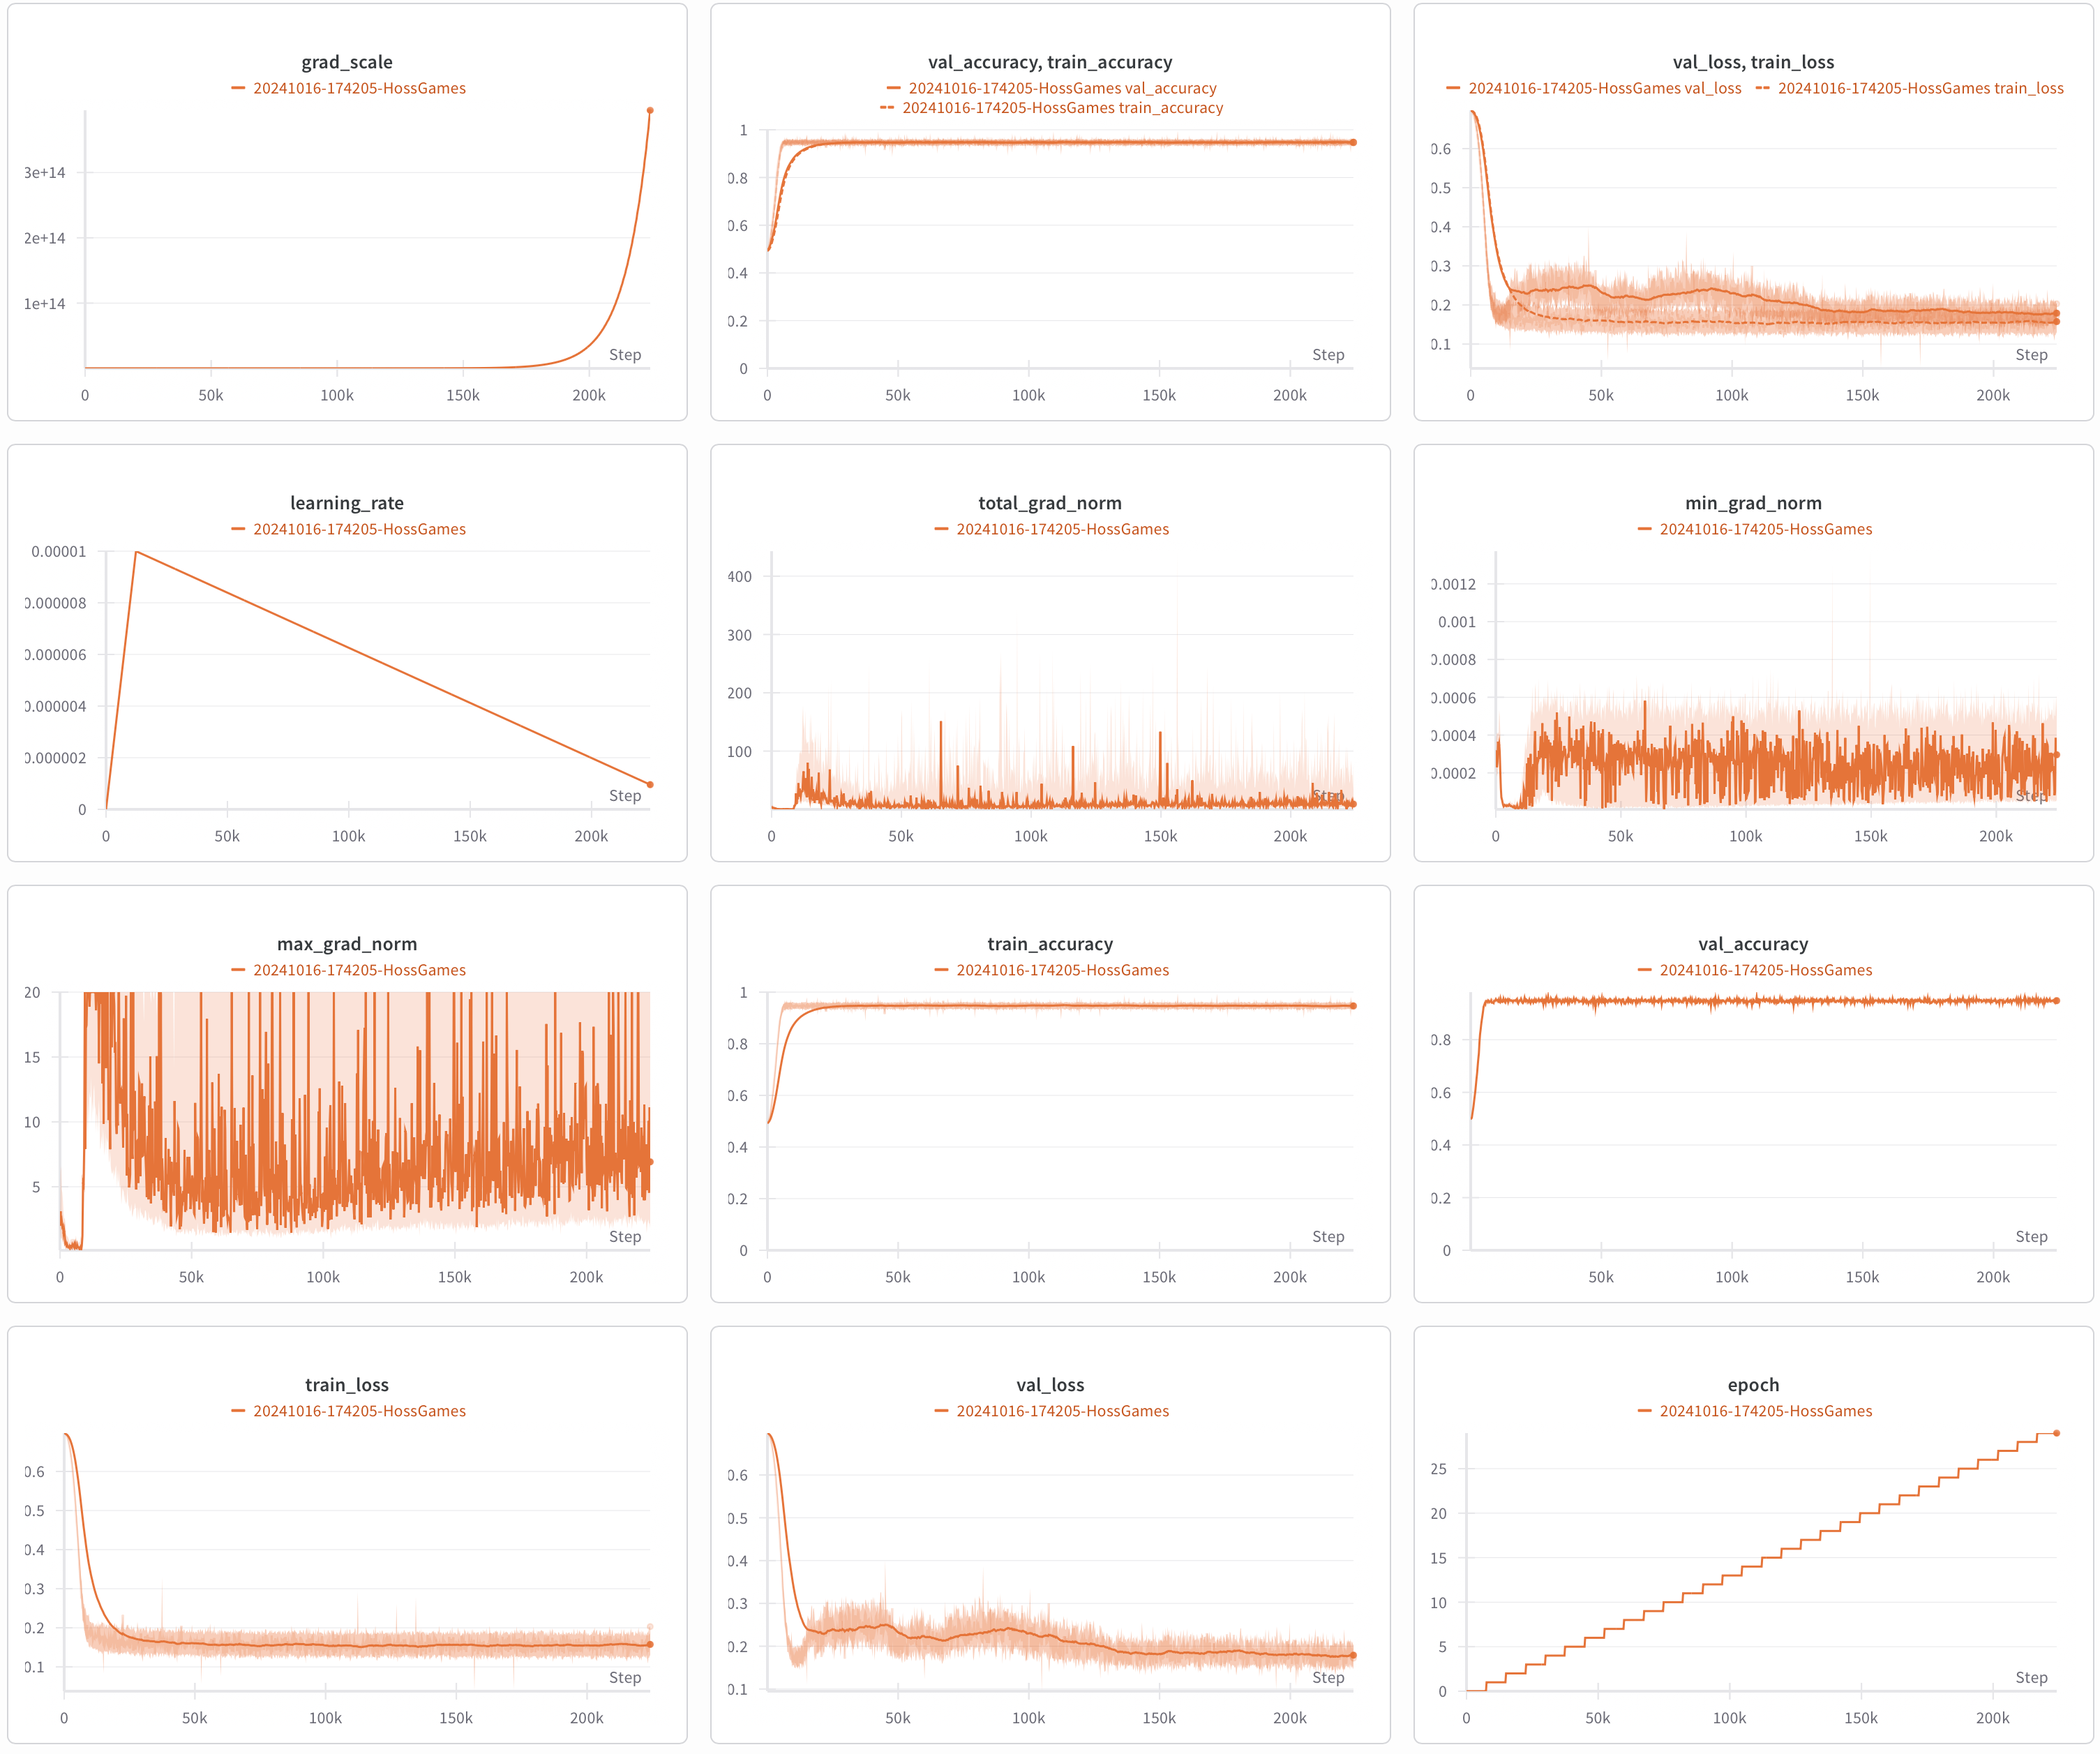 grad_scale
20241016-174205-HossGames
3e+14
2e+14
1e+14
Step
0 50k 100k 150k 200k
val_accuracy, train_accuracy
20241016-174205-HossGames val_accuracy
20241016-174205-HossGames train_accuracy
1
0.8
0.6
0.4
0.2
Step
0
0 50k 100k 150k 200k
val_loss, train_loss
20241016-174205-HossGames val_loss 20241016-174205-HossGames train_loss
0.6
0.5
0.4
0.3
0.2
0.1
Step
0 50k 100k 150k 200k
learning_rate
20241016-174205-HossGames
0.00001
0.000008
0.000006
0.000004
0.000002
Step
0
0 50k 100k 150k 200k
total_grad_norm
20241016-174205-HossGames
400
300
200
100
Step
0 50k 100k 150k 200k
min_grad_norm
20241016-174205-HossGames
0.0012
0.001
0.0008
0.0006
0.0004
0.0002
Step
0 50k 100k 150k 200k
max_grad_norm
20241016-174205-HossGames
20
15
10
5
Step
0 50k 100k 150k 200k
train_accuracy
20241016-174205-HossGames
1
0.8
0.6
0.4
0.2
Step
0
0 50k 100k 150k 200k
val_accuracy
20241016-174205-HossGames
0.8
0.6
0.4
0.2
Step
0
50k 100k 150k 200k
train_loss
20241016-174205-HossGames
0.6
0.5
0.4
0.3
0.2
0.1
Step
0 50k 100k 150k 200k
val_loss
20241016-174205-HossGames
0.6
0.5
0.4
0.3
0.2
Step
0.1
0 50k 100k 150k 200k
epoch
20241016-174205-HossGames
25
20
15
10
5
Step
0
0 50k 100k 150k 200k